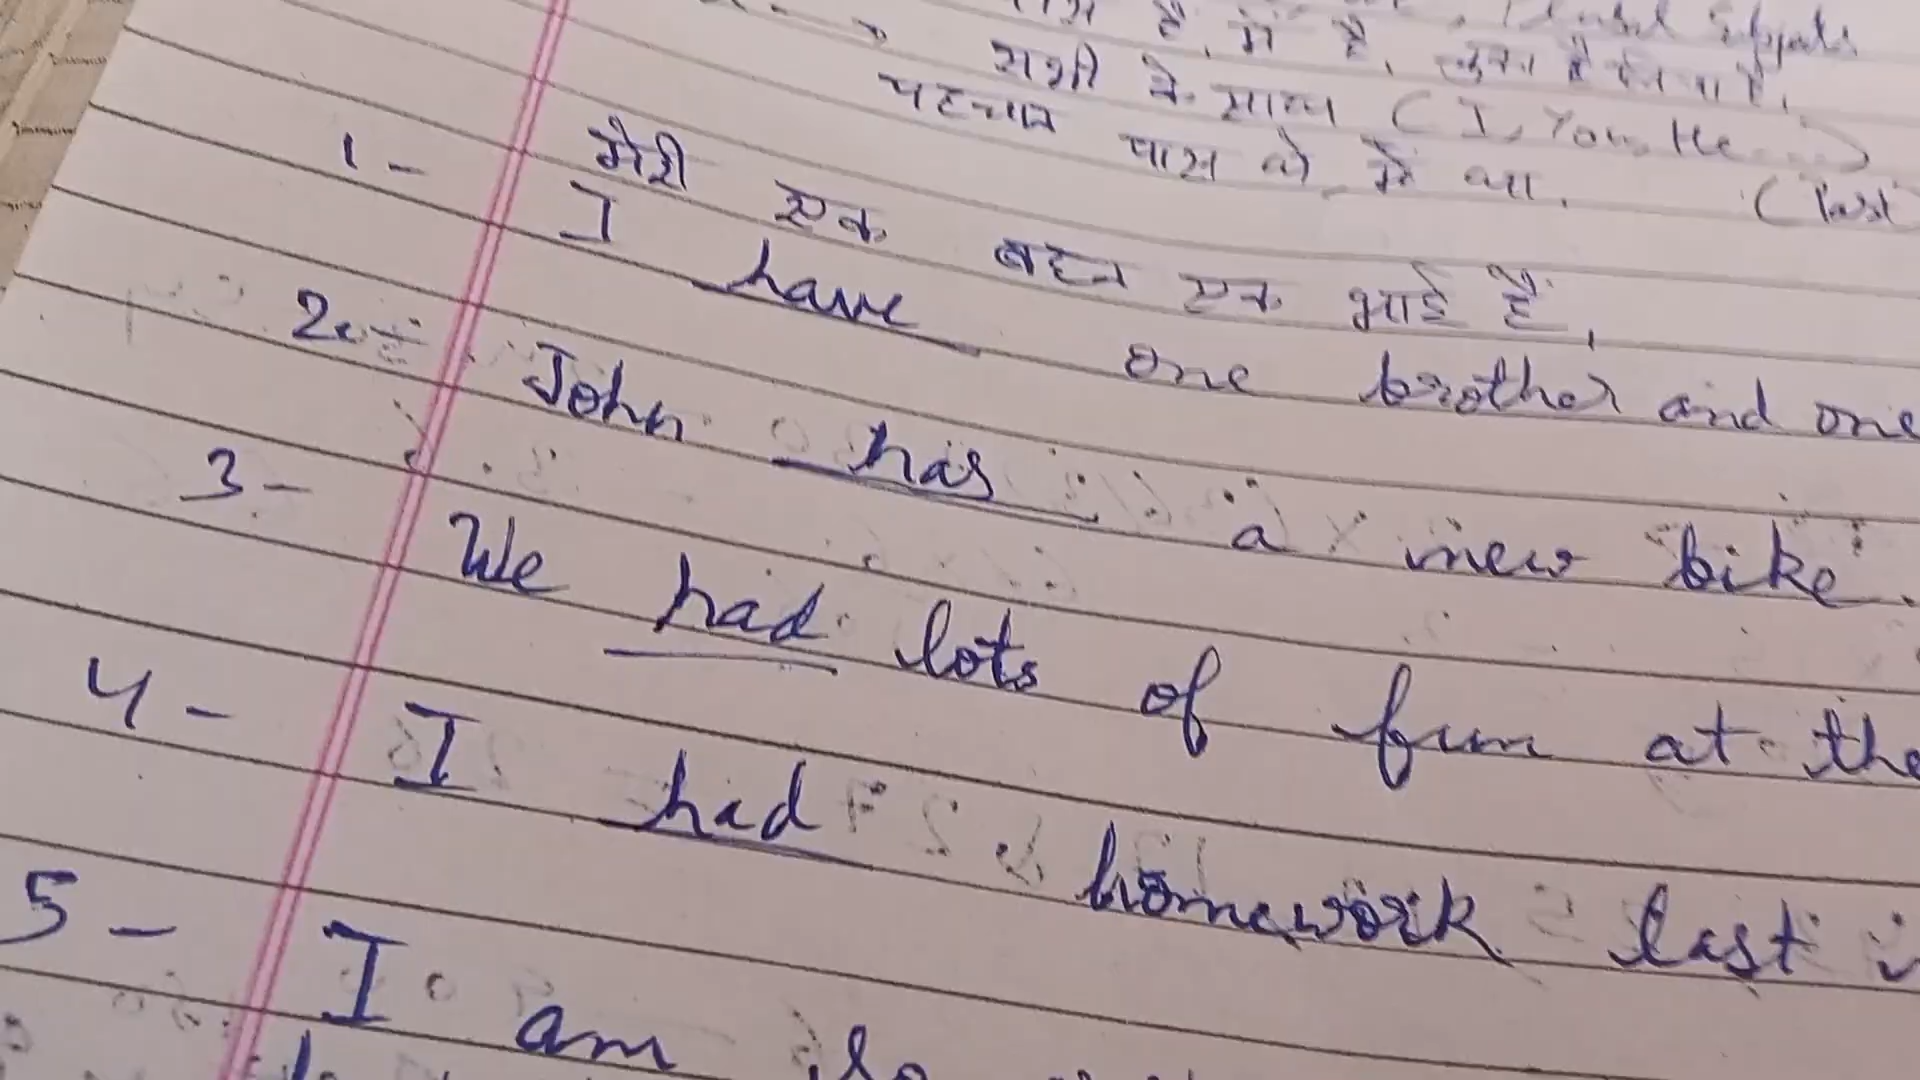 है, में है,
सभी के साथ (I, You, He
पहचान पास को में था. (last
1- मेरी एक बहन एक भाई है,
I have one brother and one
2. John has a new bike.
3- We had lots of fun at the
4- I had homework last
5- I am so